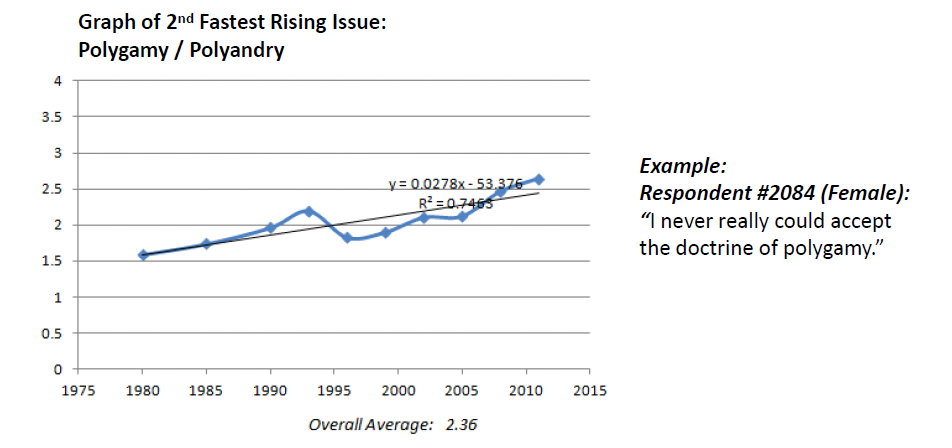 Graph of 2nd Fastest Rising Issue:
Polygamy / Polyandry
4
3.5
3
2.5
2
1.5
1
0.5
0
1975 1980 1985 1990 1995 2000 2005 2010 2015
y = 0.0278x - 53.376
R² = 0.7463
Overall Average: 2.36
Example:
Respondent #2084 (Female):
“I never really could accept
the doctrine of polygamy.”